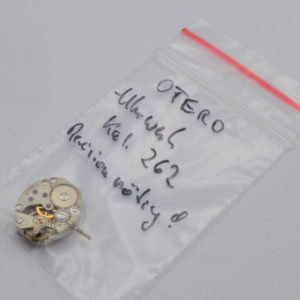 OTERO
Uhrwerk
Kal. 262
Revision nötig!